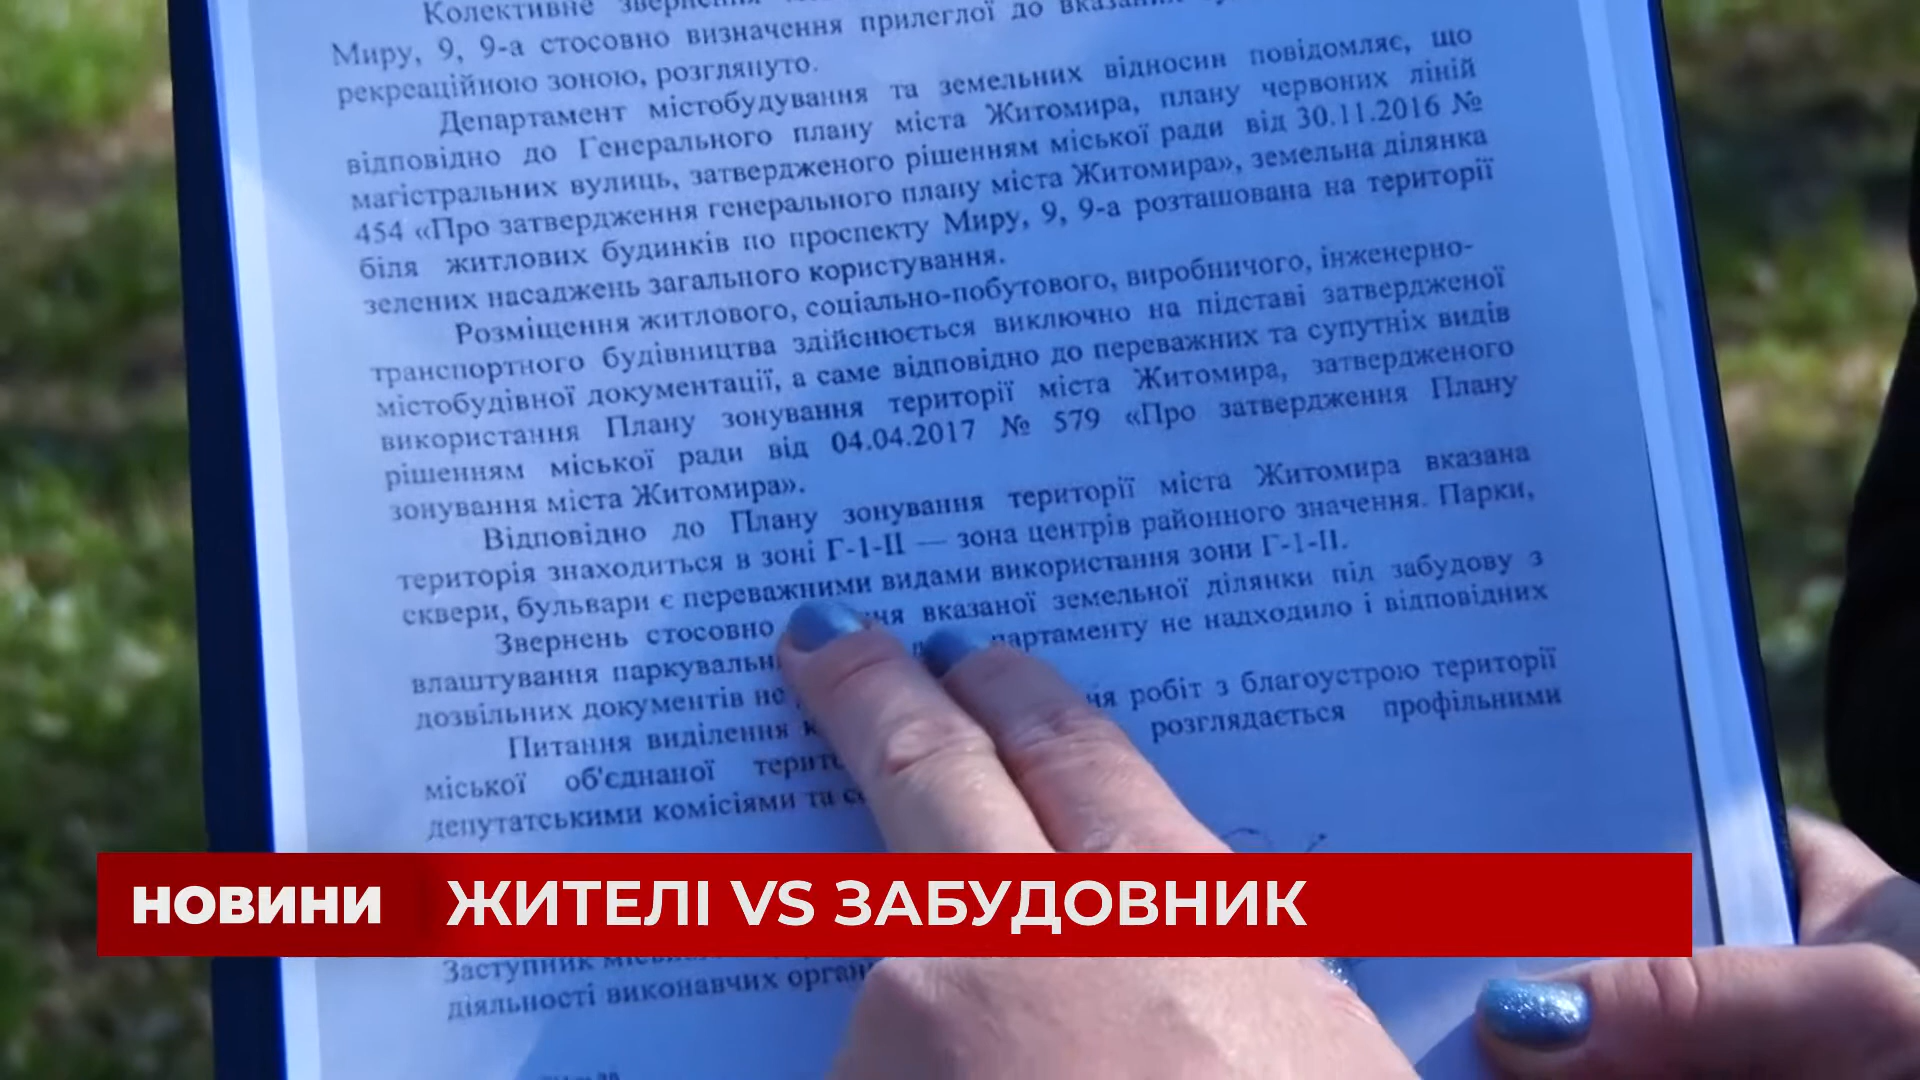 Колективне
Миру, 9, 9-а стосовно визначення прилеглої до
рекреаційною зоною, розглянуто.
Департамент містобудування та земельних відносин повідомляє, що
відповідно до Генерального плану міста Житомира, плану червоних ліній
магістральних вулиць, затвердженого рішенням міської ради від 30.11.2016 №
454 «Про затвердження генерального плану міста Житомира», земельна ділянка
біля житлових будинків по проспекту Миру, 9, 9-а розташована на території
зелених насаджень загального користування.
Розміщення житлового, соціально-побутового, виробничого, інженерно-
транспортного будівництва здійснюється виключно на підставі затвердженої
містобудівної документації, а саме відповідно до переважних та супутніх видів
використання Плану зонування території міста Житомира, затвердженого
рішенням міської ради від 04.04.2017 № 579 «Про затвердження Плану
зонування міста Житомира».
Відповідно до Плану зонування території міста Житомира вказана
територія знаходиться в зоні Г-1-ІІ — зона центрів районного значення. Парки,
сквери, бульвари є переважними видами використання зони Г-1-ІІ.
Звернень стосовно вказаної земельної ділянки під забудову з
влаштування не надходило і відповідних
дозвільних документів не робіт з благоустрою території
Питання виділення розглядається профільними
міської об'єднаної
депутатськими комісіями та
НОВИНИ ЖИТЕЛІ VS ЗАБУДОВНИК
Заступник
діяльності виконавчих